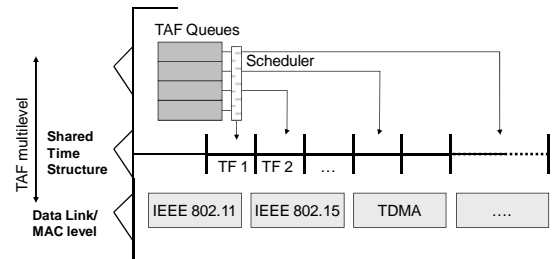 TAF Queues
Scheduler
TAF multilevel
Shared
Time
Structure
TF 1
TF 2
...
Data Link/
MAC level
IEEE 802.11
IEEE 802.15
TDMA
....